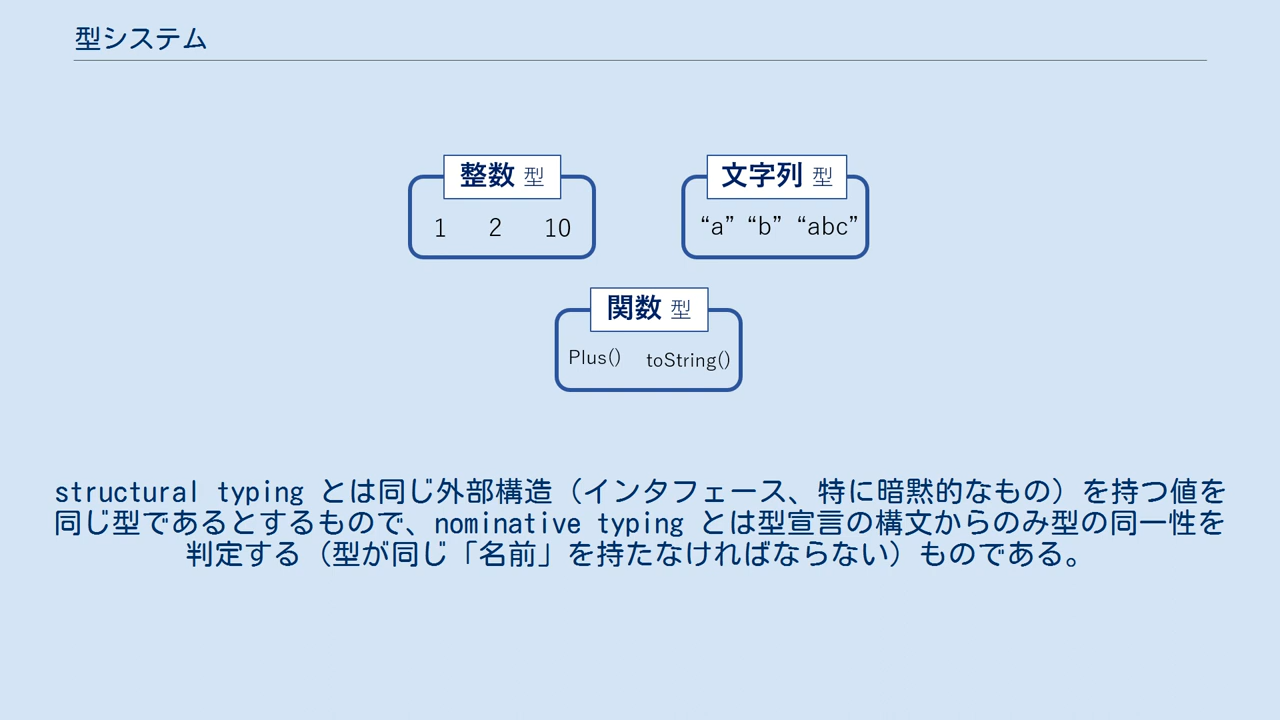 型システム
整数 型
文字列 型
1 2 10
“a” “b” “abc”
関数 型
Plus() toString()
structural typing とは同じ外部構造（インタフェース、特に暗黙的なもの）を持つ値を
同じ型であるとするもので、nominative typing とは型宣言の構文からのみ型の同一性を
判定する（型が同じ「名前」を持たなければならない）ものである。